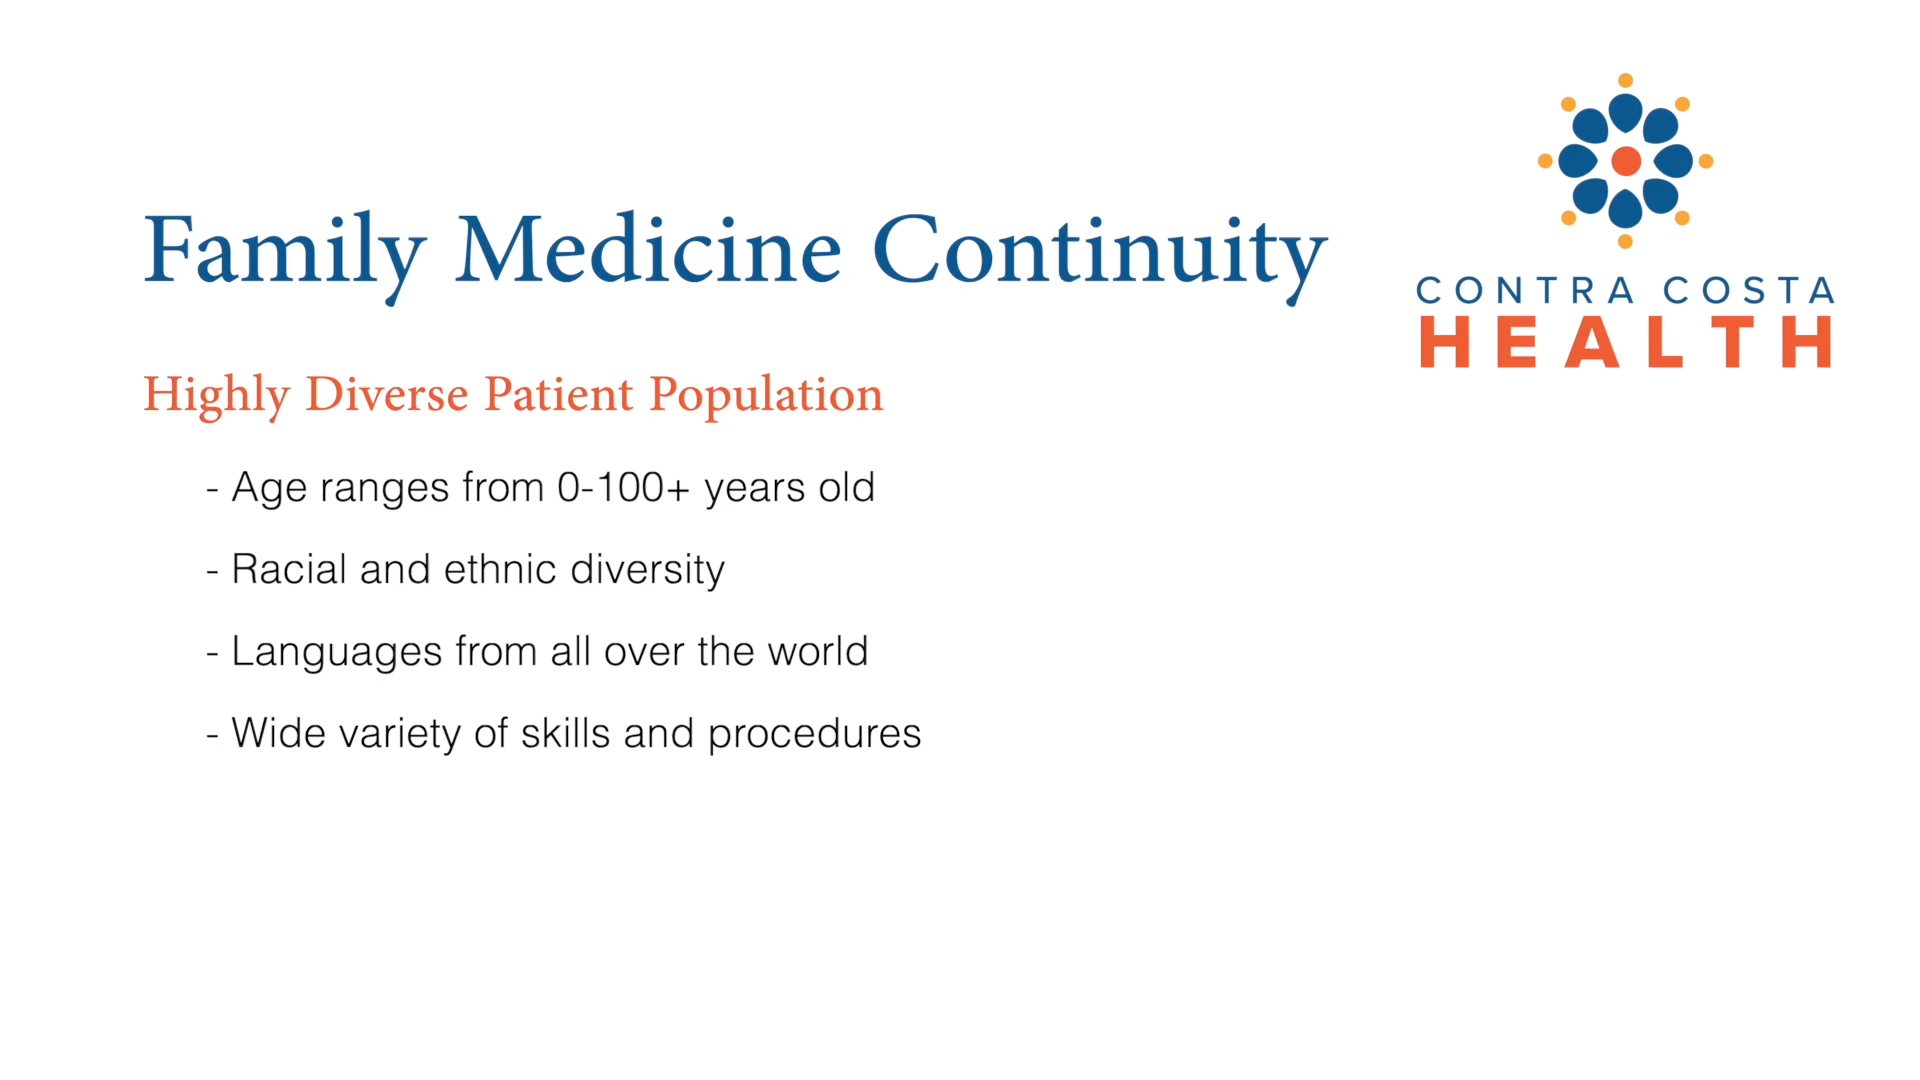 Family Medicine Continuity
CONTRA COSTA
HEALTH
Highly Diverse Patient Population
- Age ranges from 0-100+ years old
- Racial and ethnic diversity
- Languages from all over the world
- Wide variety of skills and procedures